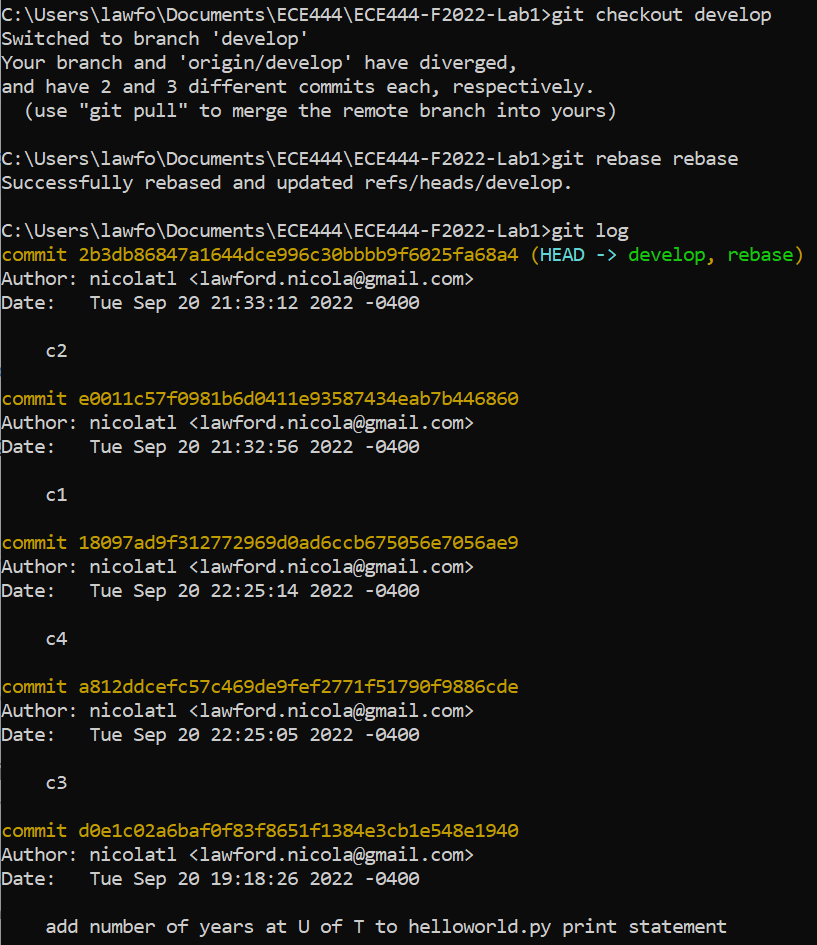 C:\Users\lawfo\Documents\ECE444\ECE444-F2022-Lab1>git checkout develop
Switched to branch 'develop'
Your branch and 'origin/develop' have diverged,
and have 2 and 3 different commits each, respectively.
  (use "git pull" to merge the remote branch into yours)

C:\Users\lawfo\Documents\ECE444\ECE444-F2022-Lab1>git rebase rebase
Successfully rebased and updated refs/heads/develop.

C:\Users\lawfo\Documents\ECE444\ECE444-F2022-Lab1>git log
commit 2b3db86847a1644dce996c30bbbb9f6025fa68a4 (HEAD -> develop, rebase)
Author: nicolatl <lawford.nicola@gmail.com>
Date:   Tue Sep 20 21:33:12 2022 -0400

    c2

commit e0011c57f0981b6d0411e93587434eab7b446860
Author: nicolatl <lawford.nicola@gmail.com>
Date:   Tue Sep 20 21:32:56 2022 -0400

    c1

commit 18097ad9f312772969d0ad6ccb675056e7056ae9
Author: nicolatl <lawford.nicola@gmail.com>
Date:   Tue Sep 20 22:25:14 2022 -0400

    c4

commit a812ddcefc57c469de9fef2771f51790f9886cde
Author: nicolatl <lawford.nicola@gmail.com>
Date:   Tue Sep 20 22:25:05 2022 -0400

    c3

commit d0e1c02a6baf0f83f8651f1384e3cb1e548e1940
Author: nicolatl <lawford.nicola@gmail.com>
Date:   Tue Sep 20 19:18:26 2022 -0400

    add number of years at U of T to helloworld.py print statement